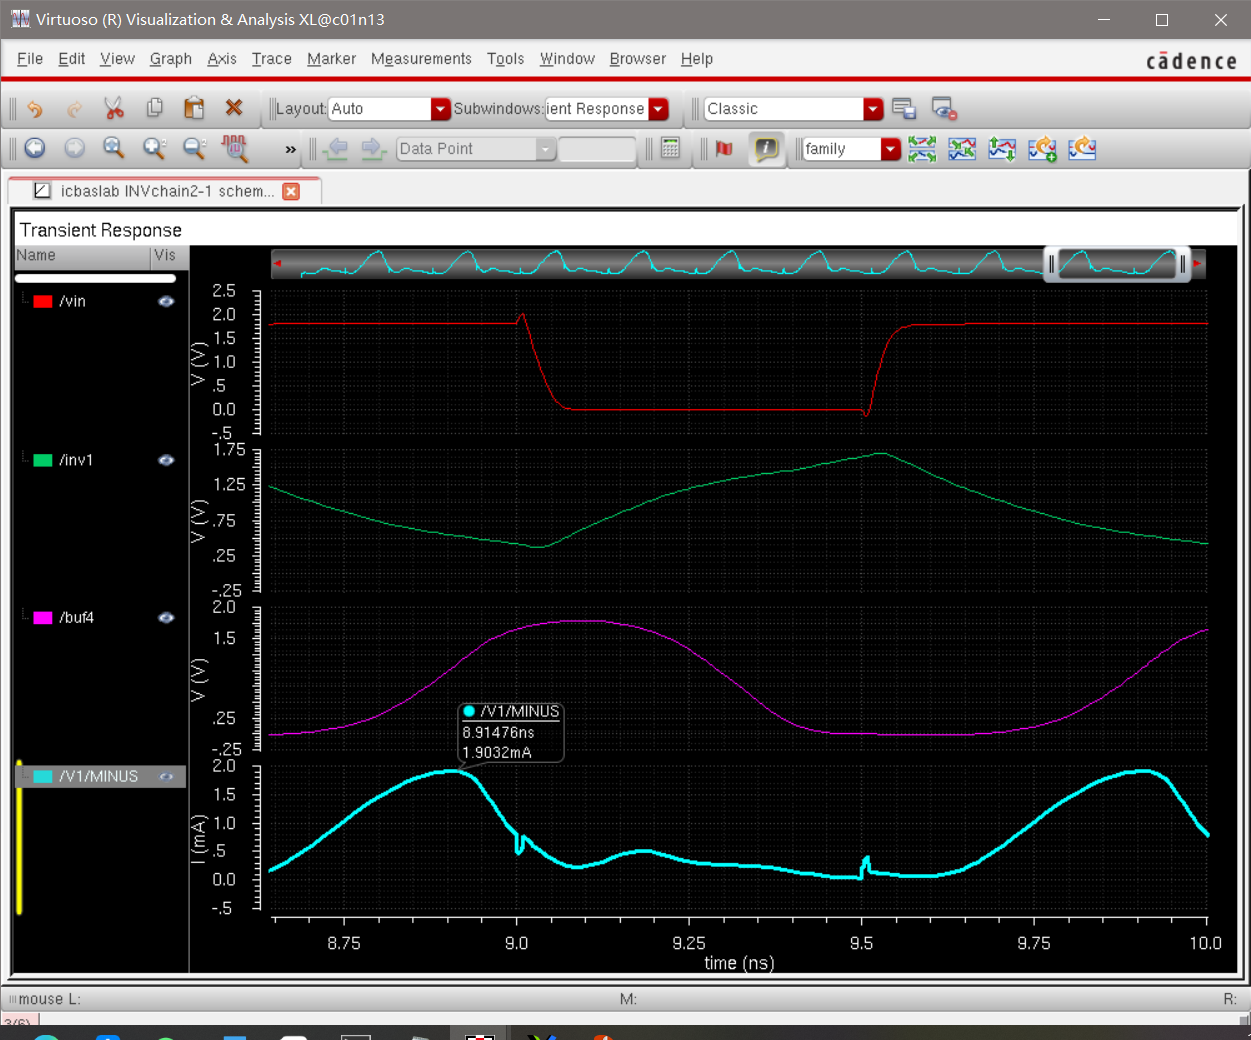 Virtuoso (R) Visualization & Analysis XL@c01n13
File Edit View Graph Axis Trace Marker Measurements Tools Window Browser Help
cādence
Layout: Auto Subwindows: ient Response Classic
» Data Point family
icbaslab INVchain2-1 schem...
Transient Response
Name Vis
/vin
2.5
2.0
1.5
1.0
.5
0.0
-.5
V (V)
/inv1
1.75
1.25
.75
.25
-.25
V (V)
/buf4
2.0
1.5
.25
-.25
V (V)
/V1/MINUS
8.91476ns
1.9032mA
/V1/MINUS
2.0
1.5
1.0
.5
0.0
-.5
I (mA)
8.75 9.0 9.25 9.5 9.75 10.0
time (ns)
mouse L: M: R:
3(6)